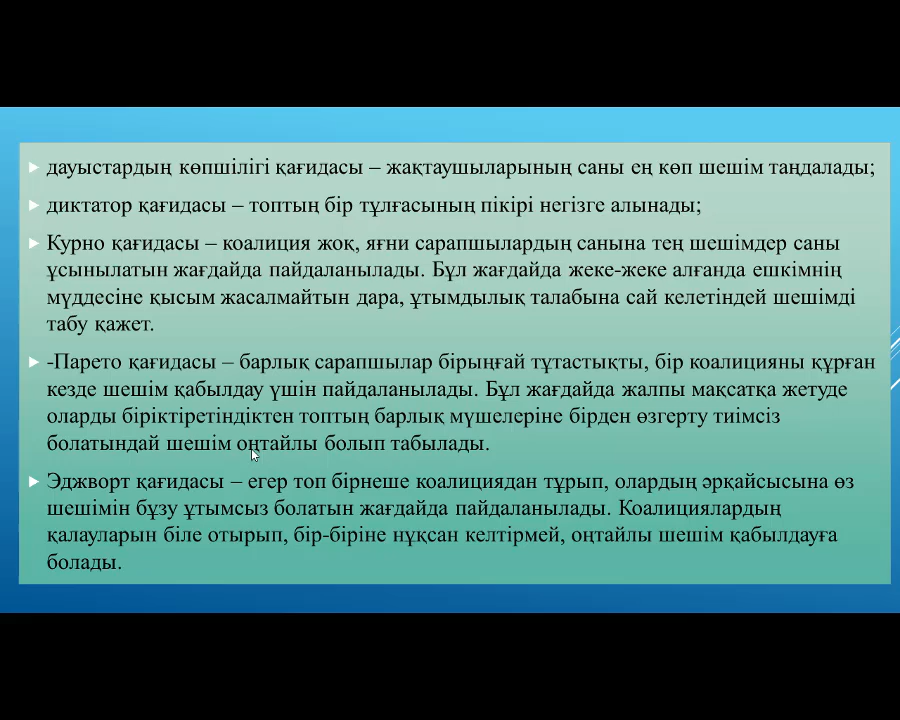 дауыстардың көпшілігі қағидасы – жақтаушыларының саны ең көп шешім таңдалады;
диктатор қағидасы – топтың бір тұлғасының пікірі негізге алынады;
Курно қағидасы – коалиция жоқ, яғни сарапшылардың санына тең шешімдер саны
ұсынылатын жағдайда пайдаланылады. Бұл жағдайда жеке-жеке алғанда ешкімнің
мүддесіне қысым жасалмайтын дара, ұтымдылық талабына сай келетіндей шешімді
табу қажет.
-Парето қағидасы – барлық сарапшылар бірыңғай тұтастықты, бір коалицияны құрған
кезде шешім қабылдау үшін пайдаланылады. Бұл жағдайда жалпы мақсатқа жетуде
оларды біріктіретіндіктен топтың барлық мүшелеріне бірден өзгерту тиімсіз
болатындай шешім оңтайлы болып табылады.
Эджворт қағидасы – егер топ бірнеше коалициядан тұрып, олардың әрқайсысына өз
шешімін бұзу ұтымсыз болатын жағдайда пайдаланылады. Коалициялардың
қалауларын біле отырып, бір-біріне нұқсан келтірмей, оңтайлы шешім қабылдауға
болады.